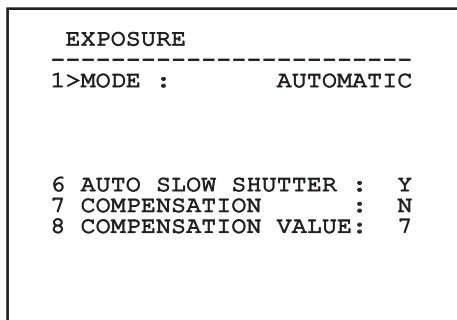 EXPOSURE
------------------------
1>MODE : AUTOMATIC
6 AUTO SLOW SHUTTER : Y
7 COMPENSATION : N
8 COMPENSATION VALUE: 7